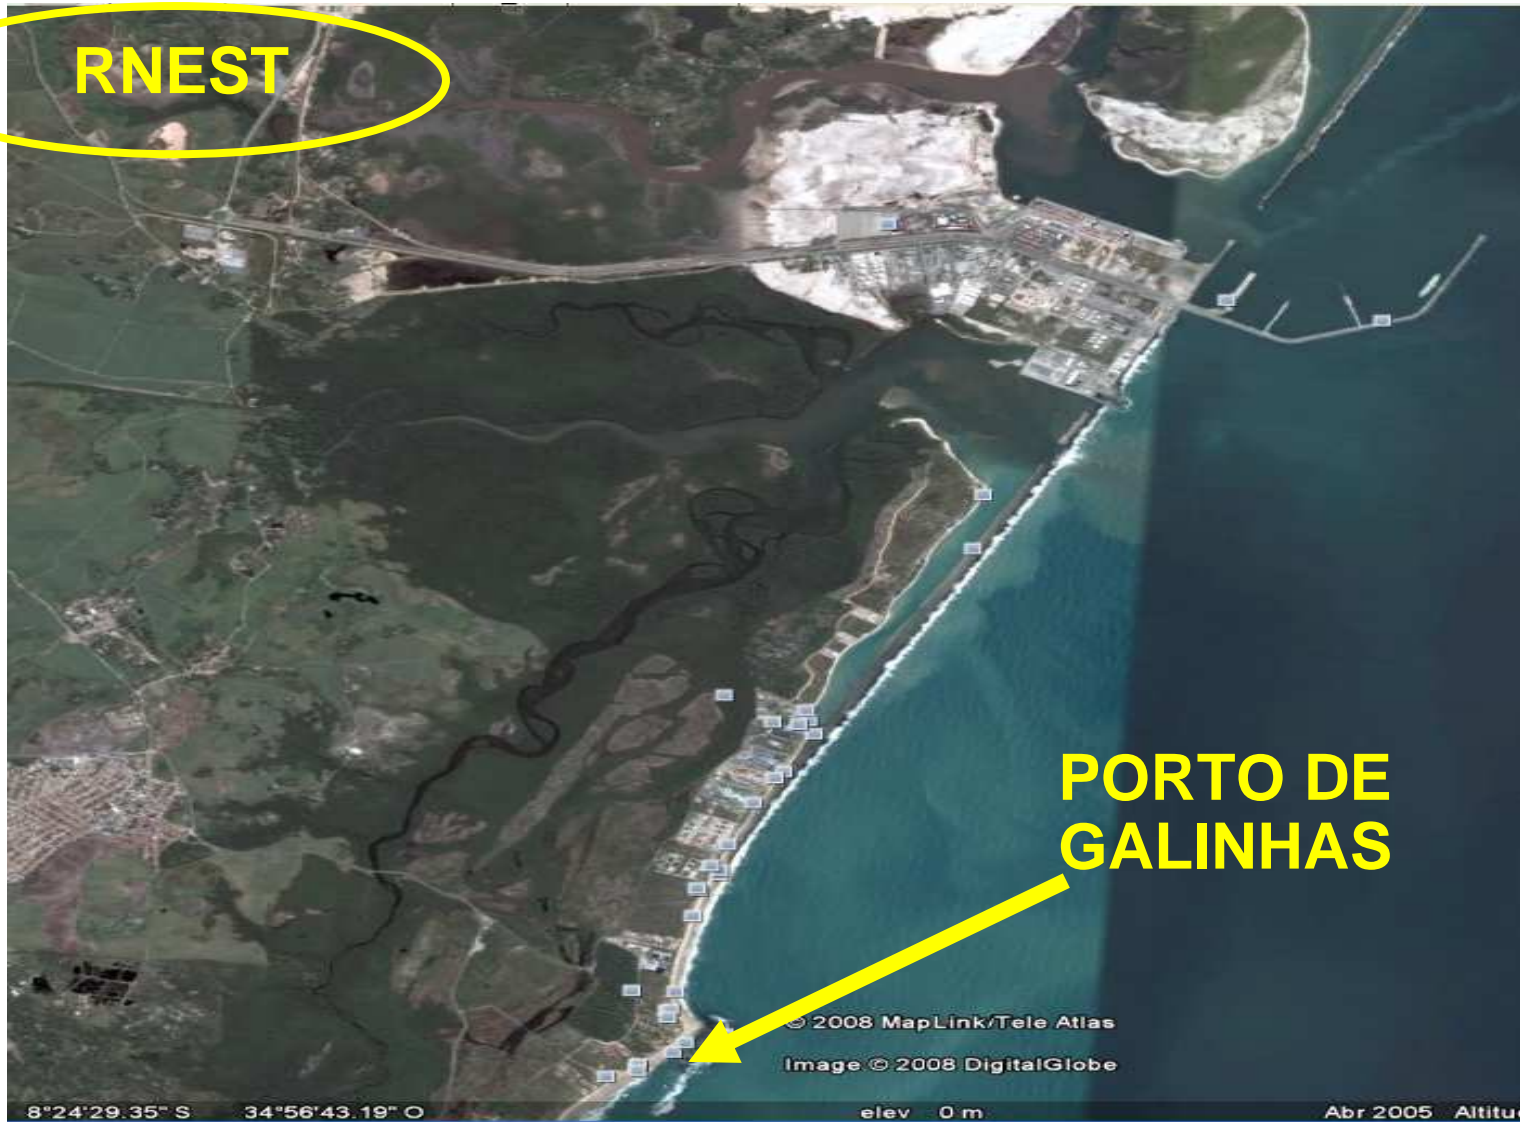 RNEST
PORTO DE
GALINHAS
© 2008 MapLink/Tele Atlas
Image © 2008 DigitalGlobe
8°24'29.35" S 34°56'43.19" O elev 0 m Abr 2005 Altitud